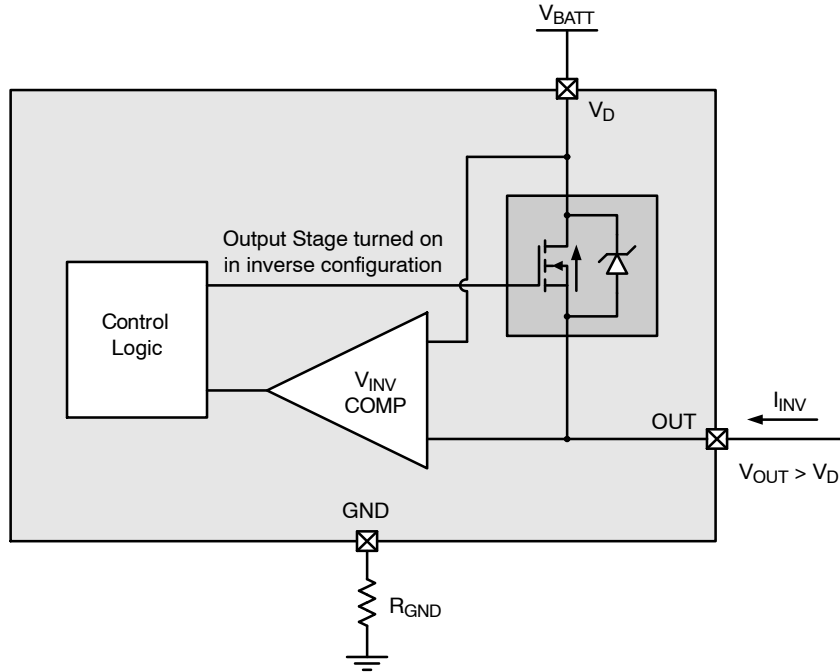 V_BATT
V_D
Output Stage turned on
in inverse configuration
Control
Logic
V_INV
COMP
OUT
I_INV
V_OUT > V_D
GND
R_GND